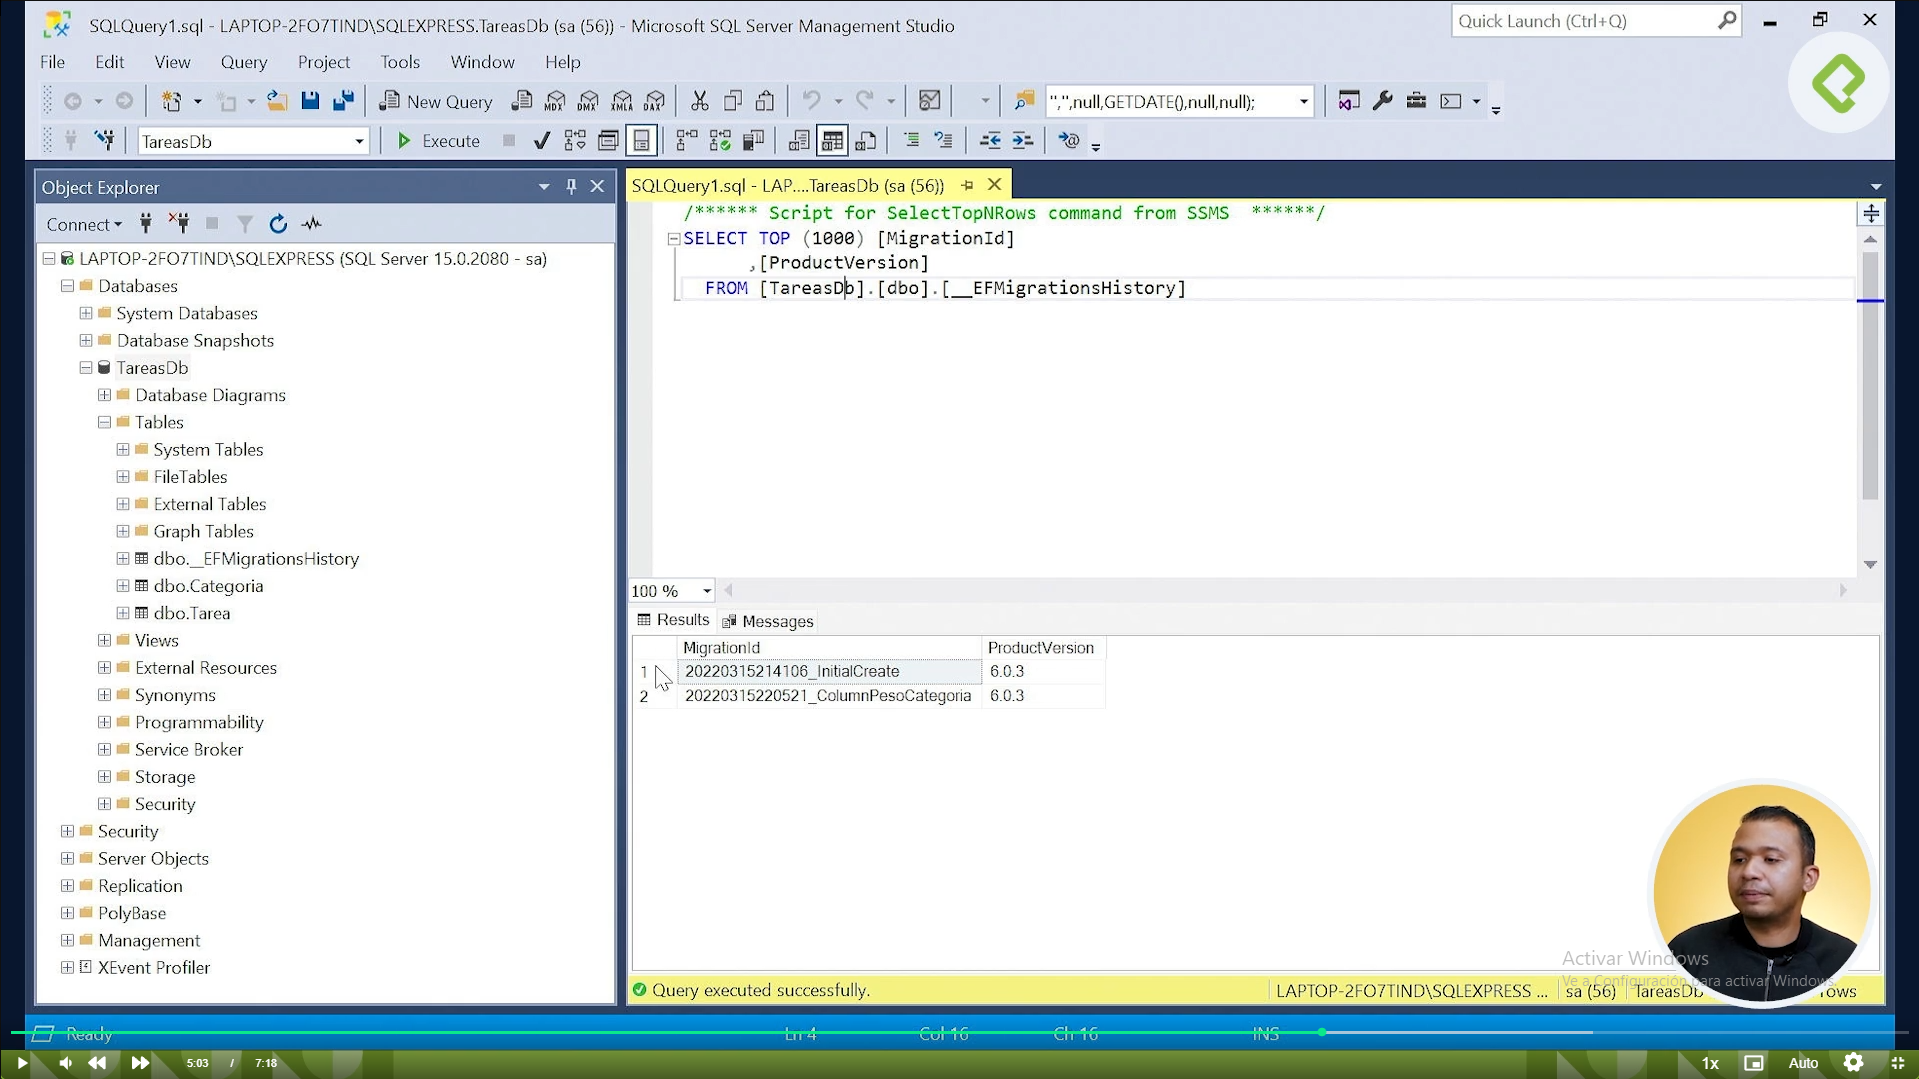 SQLQuery1.sql - LAPTOP-2FO7TIND\SQLEXPRESS.TareasDb (sa (56)) - Microsoft SQL Server Management Studio
Quick Launch (Ctrl+Q)
File Edit View Query Project Tools Window Help
New Query
MDX DMX XMLA DAX
",",null,GETDATE(),null,null);
TareasDb
Execute
Object Explorer
Connect
LAPTOP-2FO7TIND\SQLEXPRESS (SQL Server 15.0.2080 - sa)
Databases
System Databases
Database Snapshots
TareasDb
Database Diagrams
Tables
System Tables
FileTables
External Tables
Graph Tables
dbo.__EFMigrationsHistory
dbo.Categoria
dbo.Tarea
Views
External Resources
Synonyms
Programmability
Service Broker
Storage
Security
Security
Server Objects
Replication
PolyBase
Management
XEvent Profiler
SQLQuery1.sql - LAP....TareasDb (sa (56))
/****** Script for SelectTopNRows command from SSMS ******/
SELECT TOP (1000) [MigrationId]
,[ProductVersion]
FROM [TareasDb].[dbo].[__EFMigrationsHistory]
100 %
Results Messages
MigrationId ProductVersion
1 20220315214106_InitialCreate 6.0.3
2 20220315220521_ColumnPesoCategoria 6.0.3
Activar Windows
Ve a Configuración para activar Windows.
Query executed successfully.
LAPTOP-2FO7TIND\SQLEXPRESS ... sa (56) TareasDb
Ready Ln 4 Col 16 Ch 16 INS
5:03 / 7:18 1x Auto